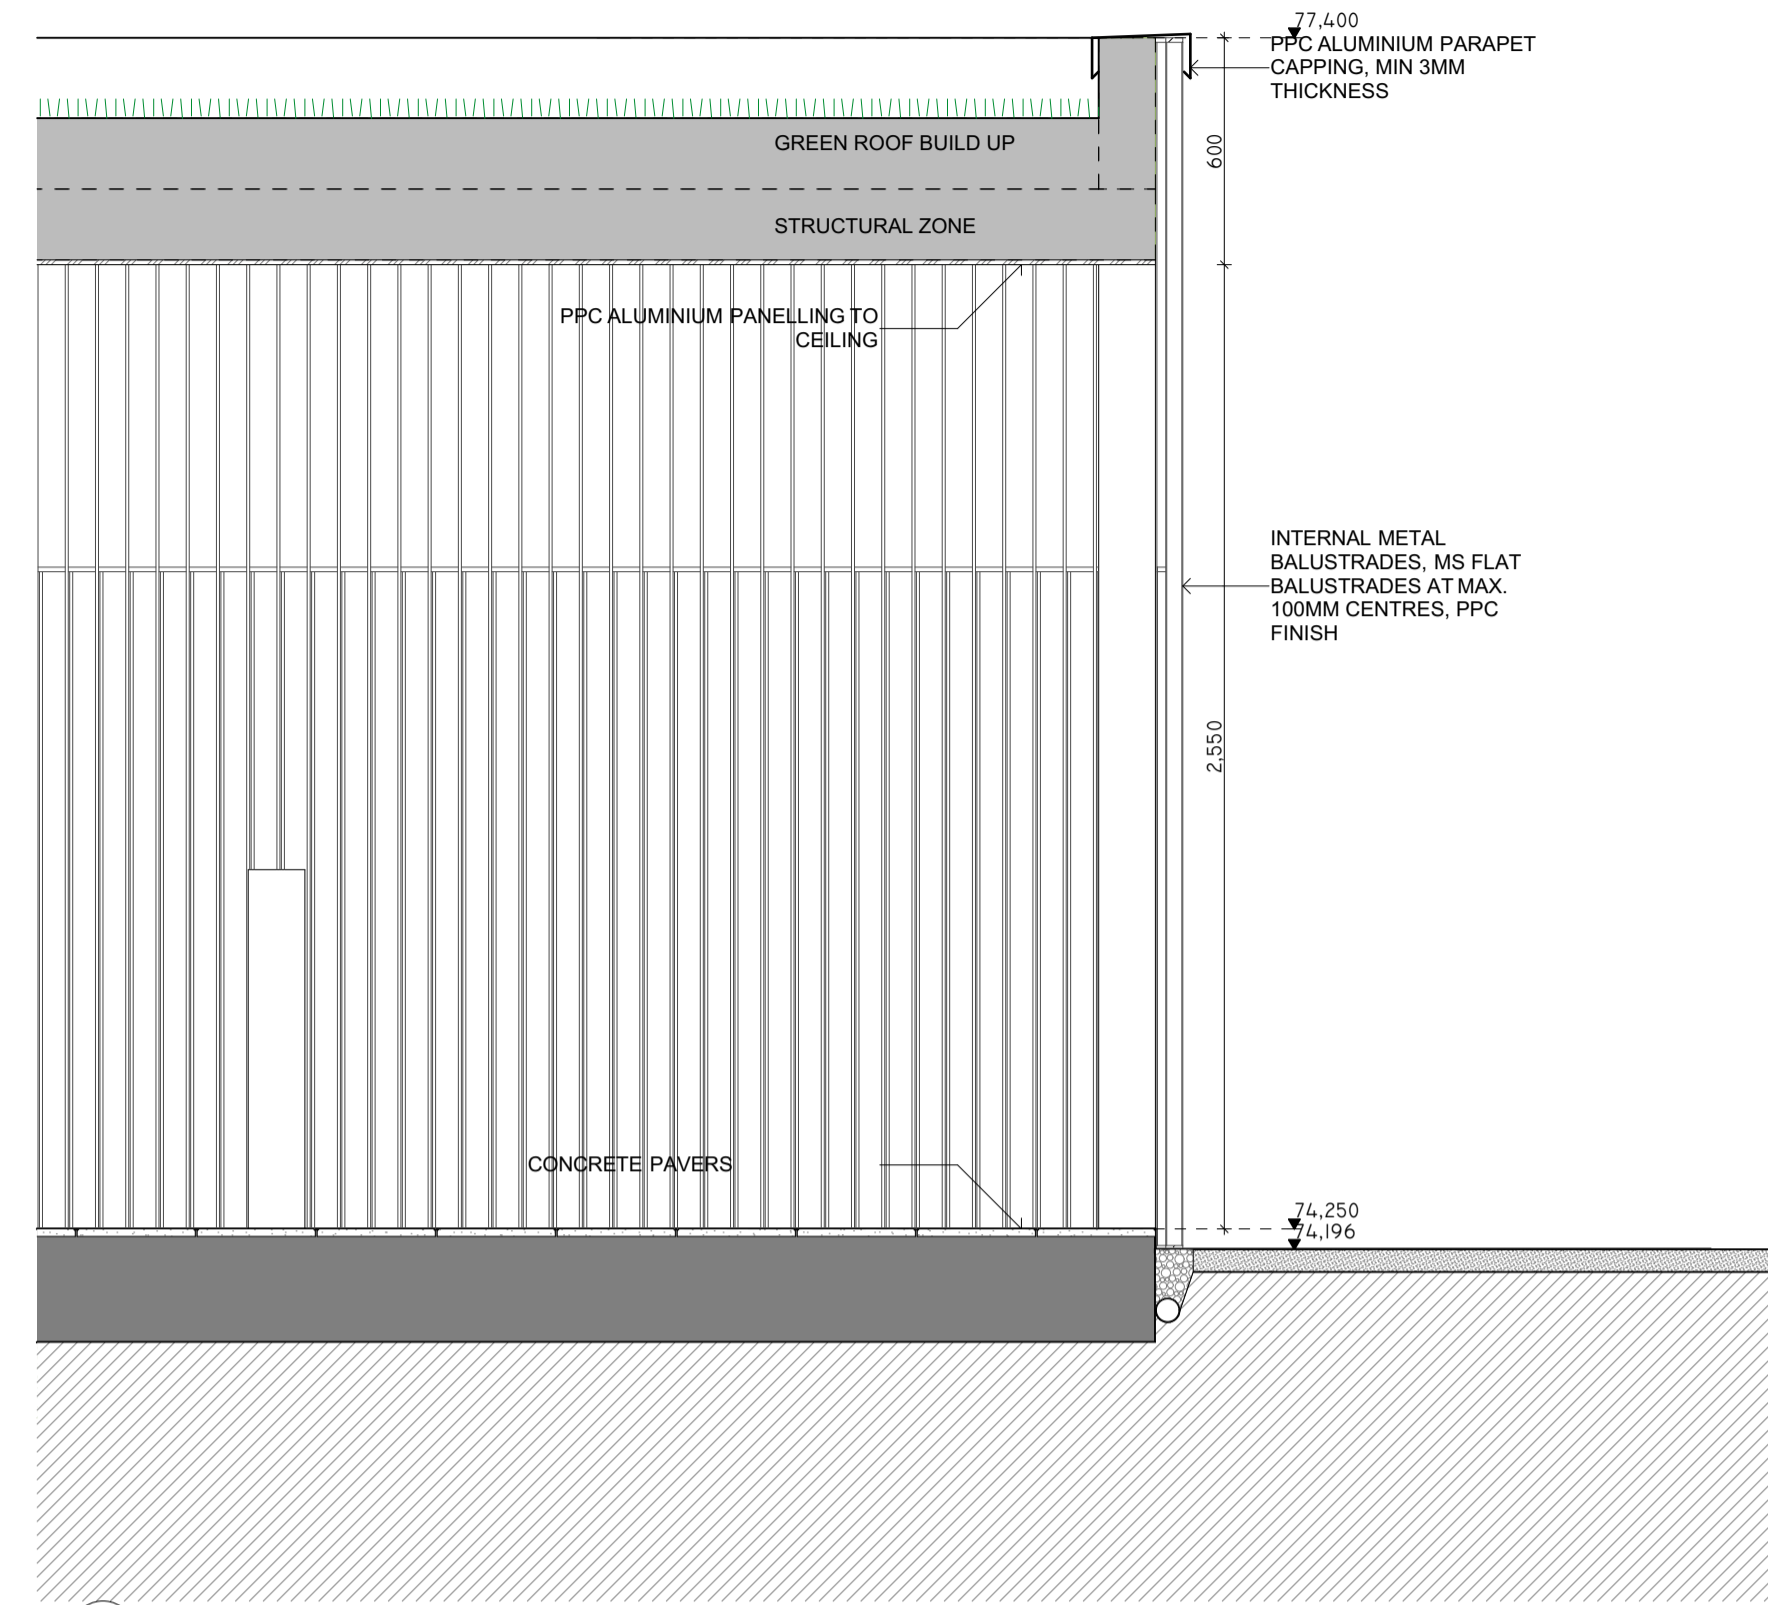 77,400
PPC ALUMINIUM PARAPET
CAPPING, MIN 3MM
THICKNESS
600
GREEN ROOF BUILD UP
STRUCTURAL ZONE
PPC ALUMINIUM PANELLING TO
CEILING
INTERNAL METAL
BALUSTRADES, MS FLAT
BALUSTRADES AT MAX.
100MM CENTRES, PPC
FINISH
2,550
CONCRETE PAVERS
74,250
74,196